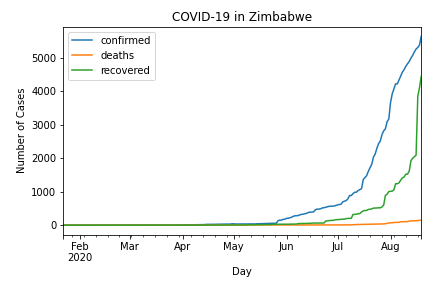 COVID-19 in Zimbabwe
confirmed
deaths
recovered
Number of Cases
5000
4000
3000
2000
1000
0
Feb Mar Apr May Jun Jul Aug
2020
Day